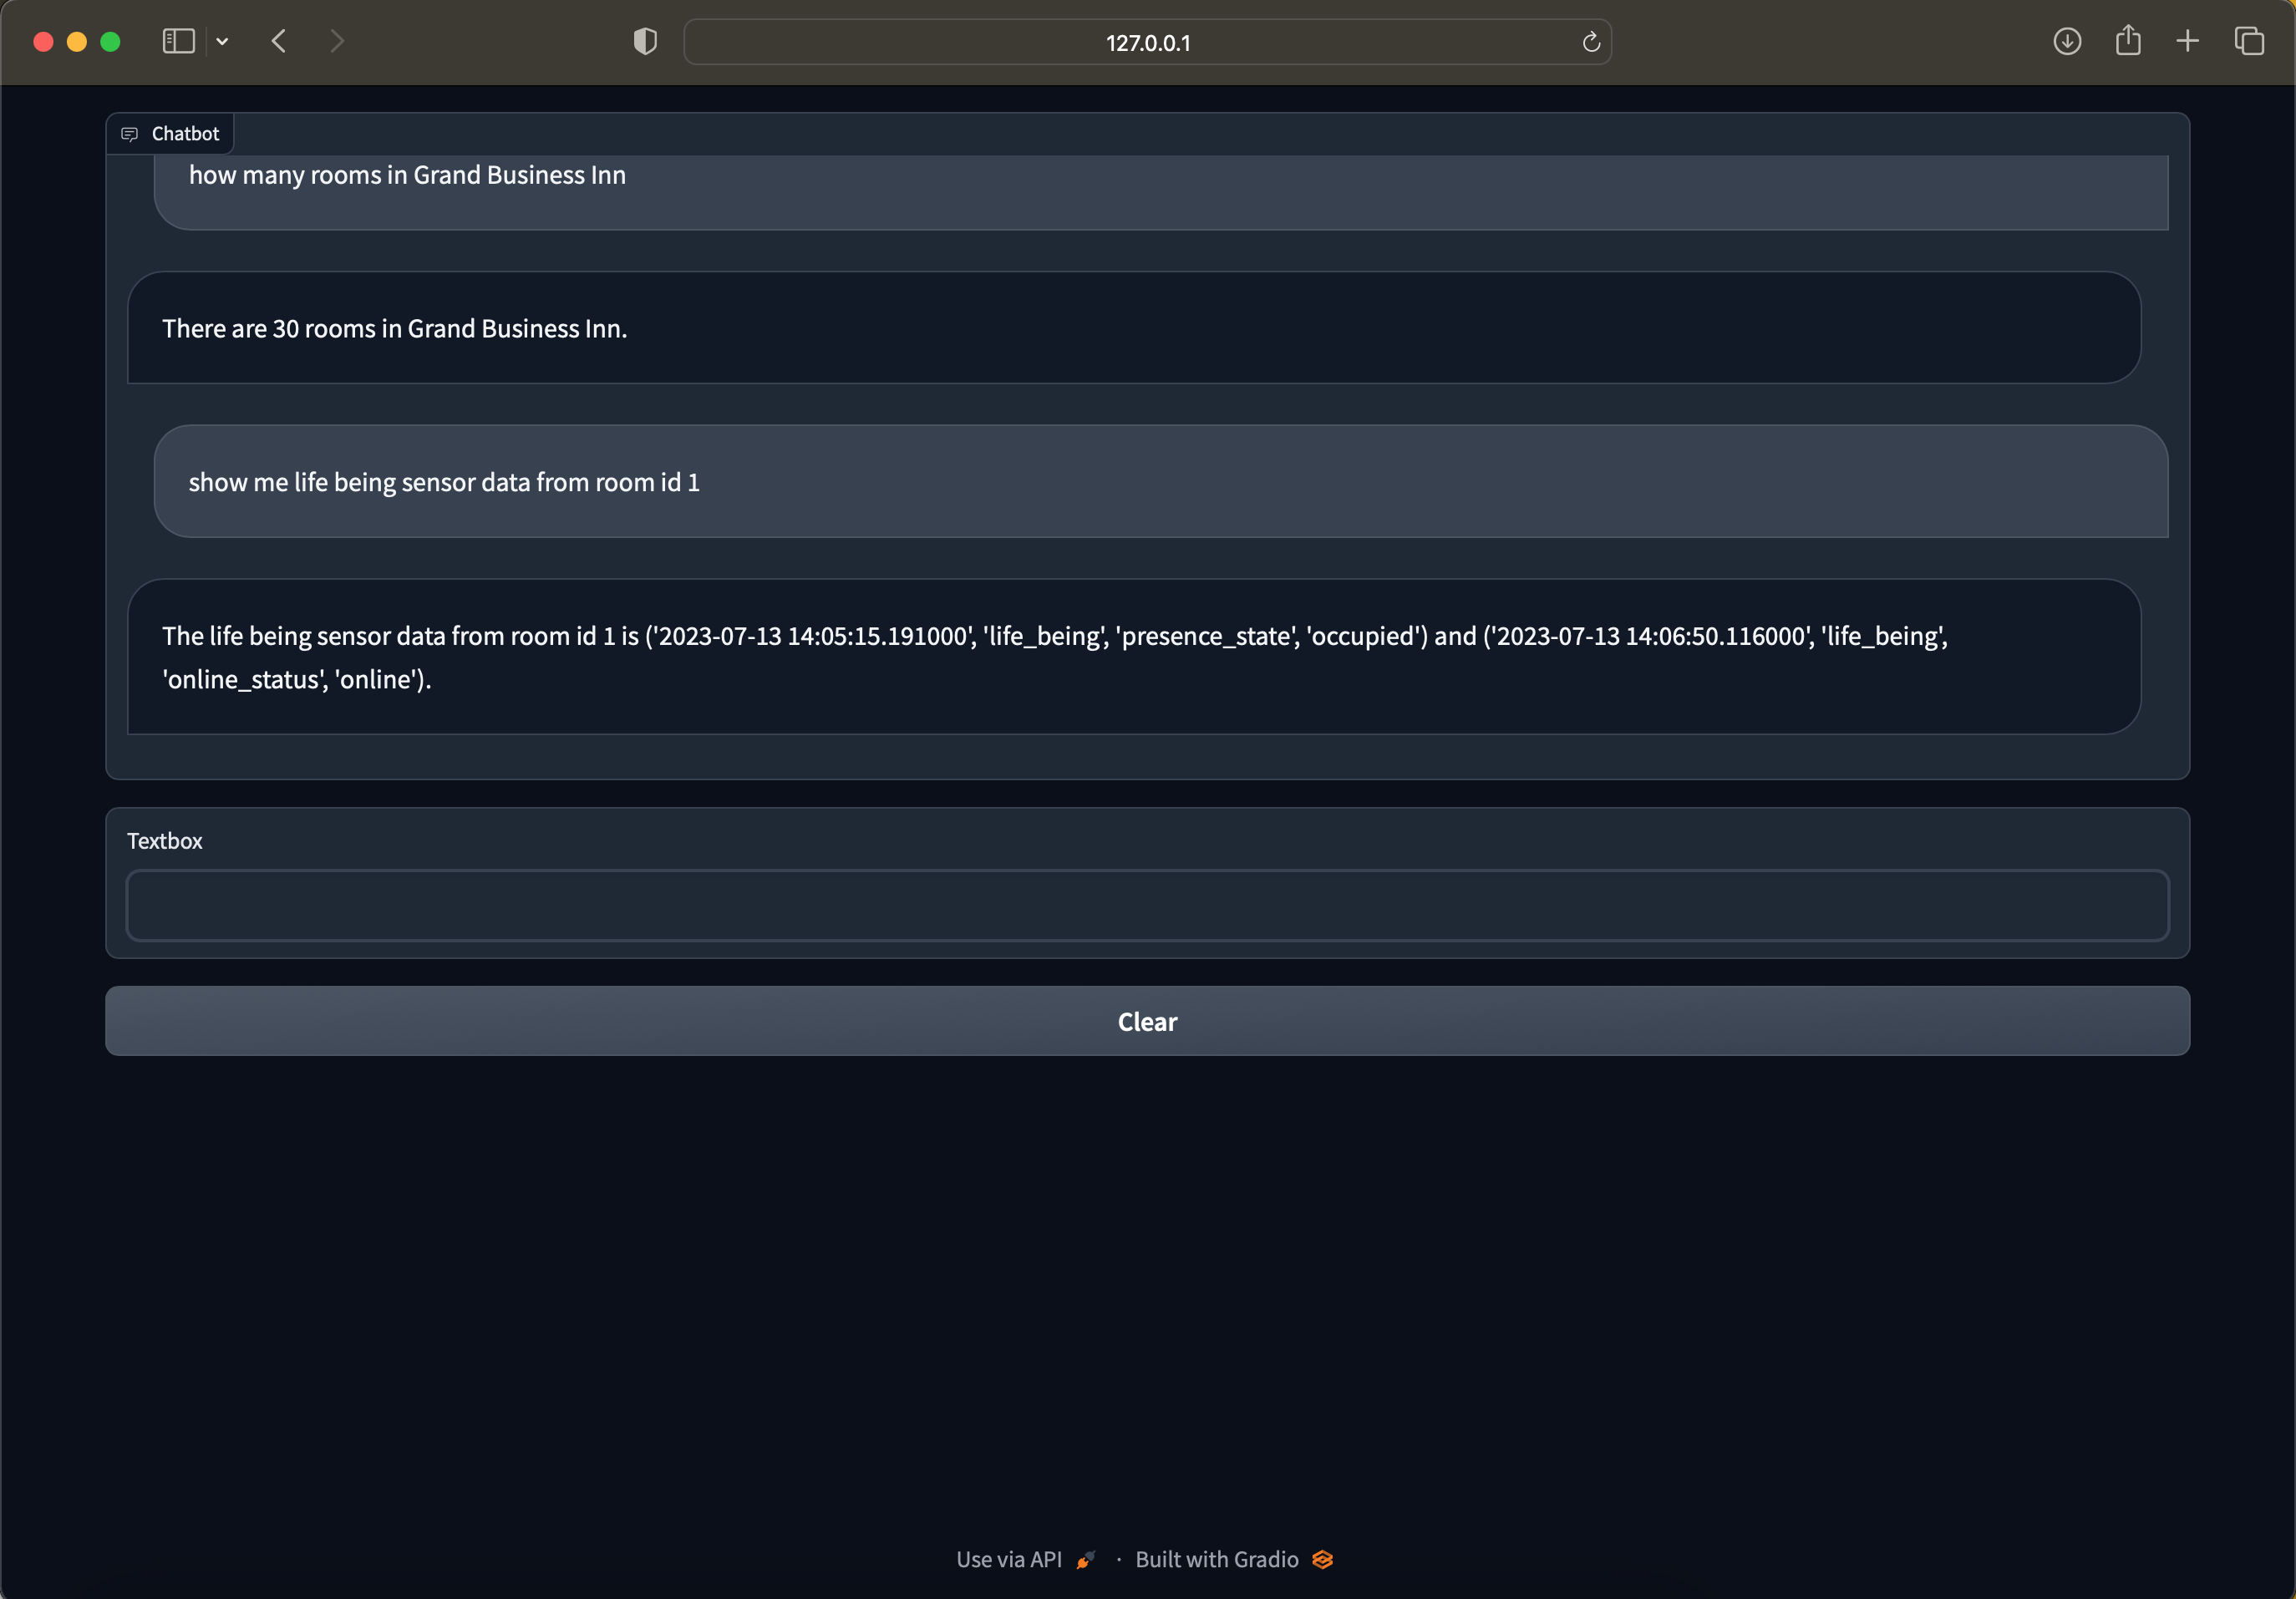 127.0.0.1
Chatbot
how many rooms in Grand Business Inn
There are 30 rooms in Grand Business Inn.
show me life being sensor data from room id 1
The life being sensor data from room id 1 is ('2023-07-13 14:05:15.191000', 'life_being', 'presence_state', 'occupied') and ('2023-07-13 14:06:50.116000', 'life_being',
'online_status', 'online').
Textbox
Clear
Use via API · Built with Gradio